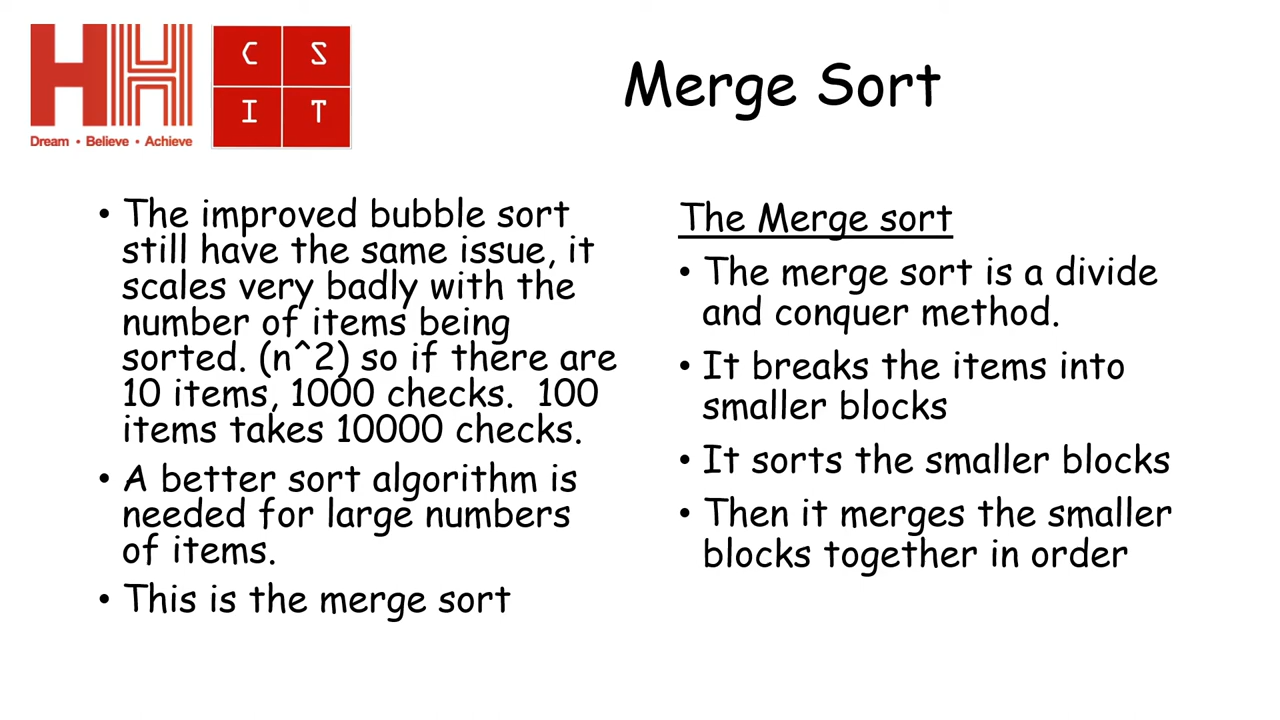 HH
C S
I T
Dream • Believe • Achieve
Merge Sort
• The improved bubble sort
still have the same issue, it
scales very badly with the
number of items being
sorted. (n^2) so if there are
10 items, 1000 checks.  100
items takes 10000 checks.
• A better sort algorithm is
needed for large numbers
of items.
• This is the merge sort
The Merge sort
• The merge sort is a divide
and conquer method.
• It breaks the items into
smaller blocks
• It sorts the smaller blocks
• Then it merges the smaller
blocks together in order